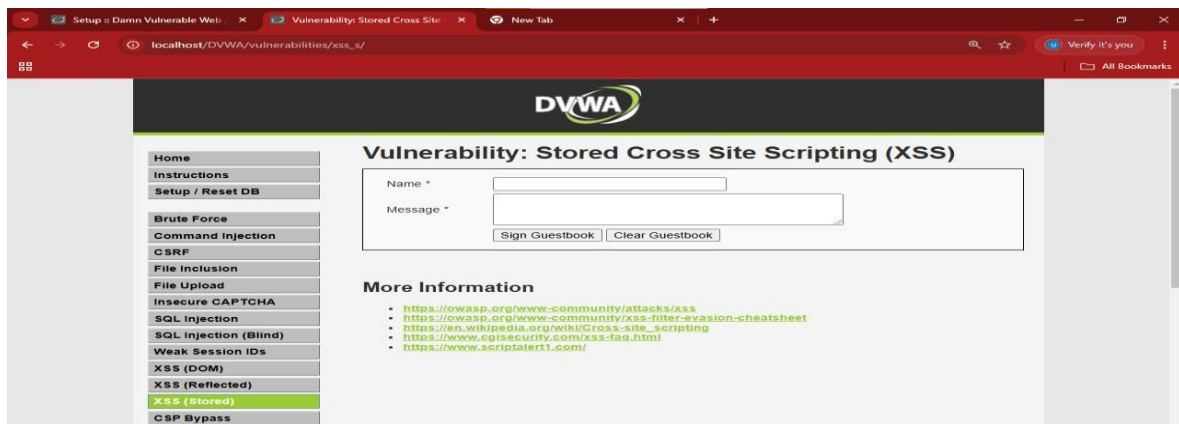 Setup :: Damn Vulnerable Web /
Vulnerability: Stored Cross Site
New Tab
localhost/DVWA/vulnerabilities/xss_s/
Verify it's you
All Bookmarks
DVWA
Home
Instructions
Setup / Reset DB
Brute Force
Command Injection
CSRF
File Inclusion
File Upload
Insecure CAPTCHA
SQL Injection
SQL Injection (Blind)
Weak Session IDs
XSS (DOM)
XSS (Reflected)
XSS (Stored)
CSP Bypass
Vulnerability: Stored Cross Site Scripting (XSS)
Name *
Message *
Sign Guestbook Clear Guestbook
More Information
https://owasp.org/www-community/attacks/xss
https://owasp.org/www-community/xss-filter-evasion-cheatsheet
https://en.wikipedia.org/wiki/Cross-site_scripting
https://www.cgisecurity.com/xss-faq.html
https://www.scriptalert1.com/